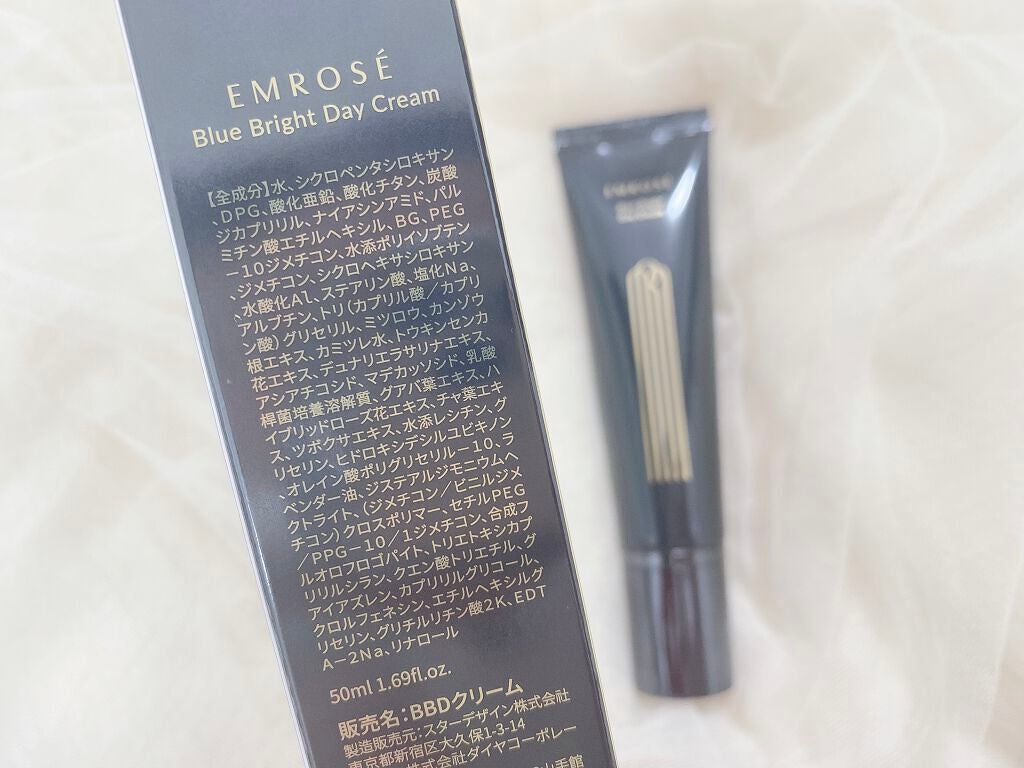 EMROSÉ
Blue Bright Day Cream
【全成分】水、シクロペンタシロキサン
、DPG、酸化亜鉛、酸化チタン、炭酸
ジカプリリル、ナイアシンアミド、パル
ミチン酸エチルヘキシル、BG、PEG
－10ジメチコン、水添ポリイソブテン
、ジメチコン、シクロヘキサシロキサン
、水酸化Al、ステアリン酸、塩化Na、
アルブチン、トリ(カプリル酸／カプリ
ン酸)グリセリル、ミツロウ、カンゾウ
根エキス、カミツレ水、トウキンセンカ
花エキス、デュナリエラサリナエキス、
アシアチコシド、マデカッソシド、乳酸
桿菌培養溶解質、グアバ葉エキス、ハ
イブリッドローズ花エキス、チャ葉エキ
ス、ツボクサエキス、水添レシチン、グ
リセリン、ヒドロキシデシルユビキノン
、オレイン酸ポリグリセリル－10、ラ
ベンダー油、ジステアルジモニウムヘ
クトライト、(ジメチコン／ビニルジメ
チコン)クロスポリマー、セチルPEG
／PPG－10／1ジメチコン、合成フ
ルオロフロゴパイト、トリエトキシカプ
リリルシラン、クエン酸トリエチル、グ
アイアズレン、カプリリルグリコール、
クロルフェネシン、エチルヘキシルグ
リセリン、グリチルリチン酸2K、EDT
A－2Na、リナロール
50ml 1.69fl.oz.
販売名：BBDクリーム
製造販売元：スターデザイン株式会社
東京都新宿区大久保1-3-14
株式会社ダイヤコーポレー
山手館
EMROSÉ